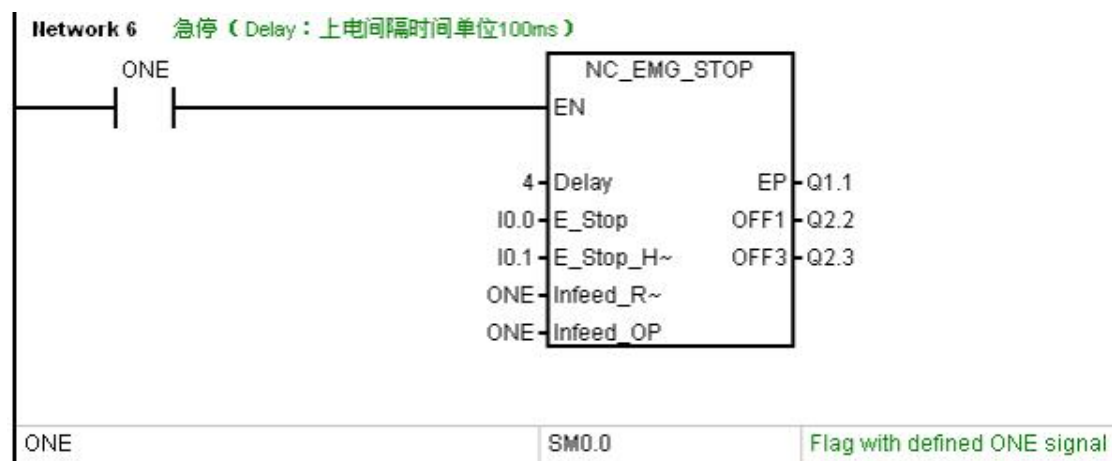 Network 6 急停（Delay：上电间隔时间单位100ms）
ONE NC_EMG_STOP
EN
4 Delay EP Q1.1
I0.0 E_Stop OFF1 Q2.2
I0.1 E_Stop_H~ OFF3 Q2.3
ONE Infeed_R~
ONE Infeed_OP
ONE SM0.0 Flag with defined ONE signal